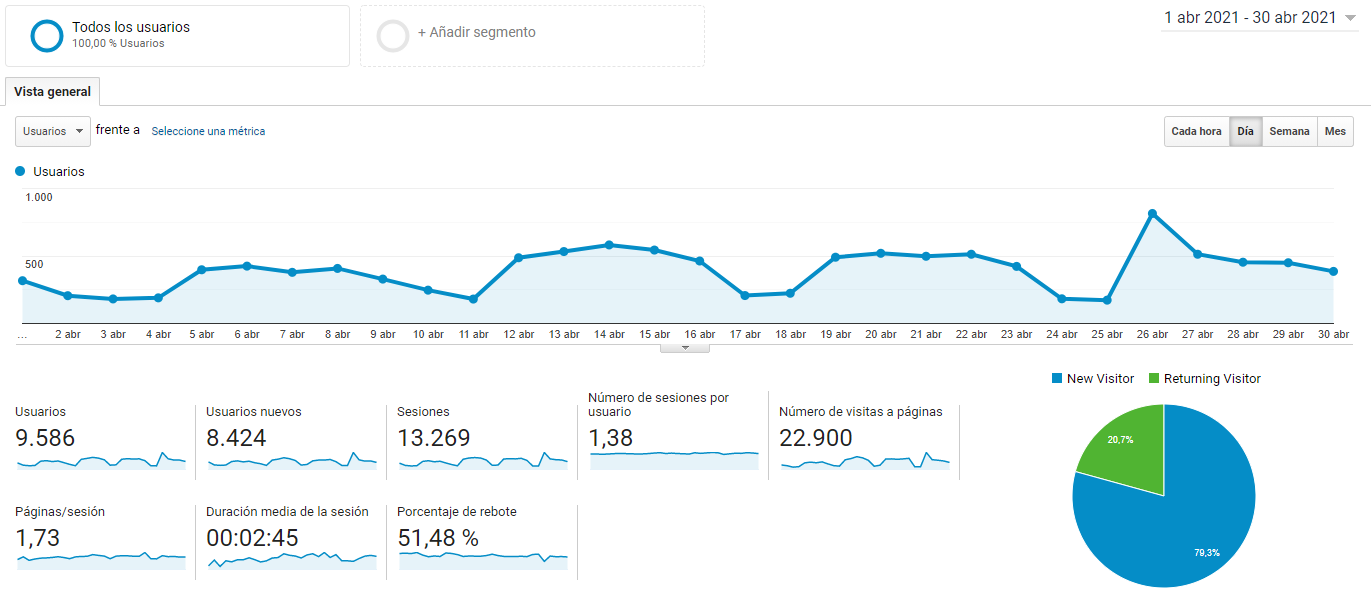 Todos los usuarios
100,00 % Usuarios
+ Añadir segmento
1 abr 2021 - 30 abr 2021
Vista general
Usuarios
frente a
Seleccione una métrica
Cada hora
Día
Semana
Mes
Usuarios
1.000
500
... 2 abr 3 abr 4 abr 5 abr 6 abr 7 abr 8 abr 9 abr 10 abr 11 abr 12 abr 13 abr 14 abr 15 abr 16 abr 17 abr 18 abr 19 abr 20 abr 21 abr 22 abr 23 abr 24 abr 25 abr 26 abr 27 abr 28 abr 29 abr 30 abr
New Visitor
Returning Visitor
Usuarios
9.586
Usuarios nuevos
8.424
Sesiones
13.269
Número de sesiones por
usuario
1,38
Número de visitas a páginas
22.900
Páginas/sesión
1,73
Duración media de la sesión
00:02:45
Porcentaje de rebote
51,48 %
20,7%
79,3%